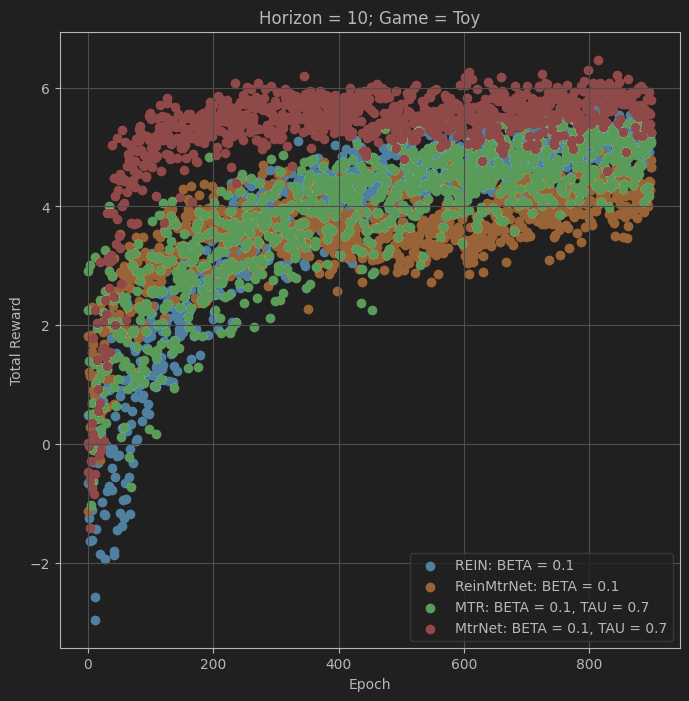 Horizon = 10; Game = Toy
6
4
2
0
−2
Total Reward
REIN: BETA = 0.1
ReinMtrNet: BETA = 0.1
MTR: BETA = 0.1, TAU = 0.7
MtrNet: BETA = 0.1, TAU = 0.7
0 200 400 600 800
Epoch